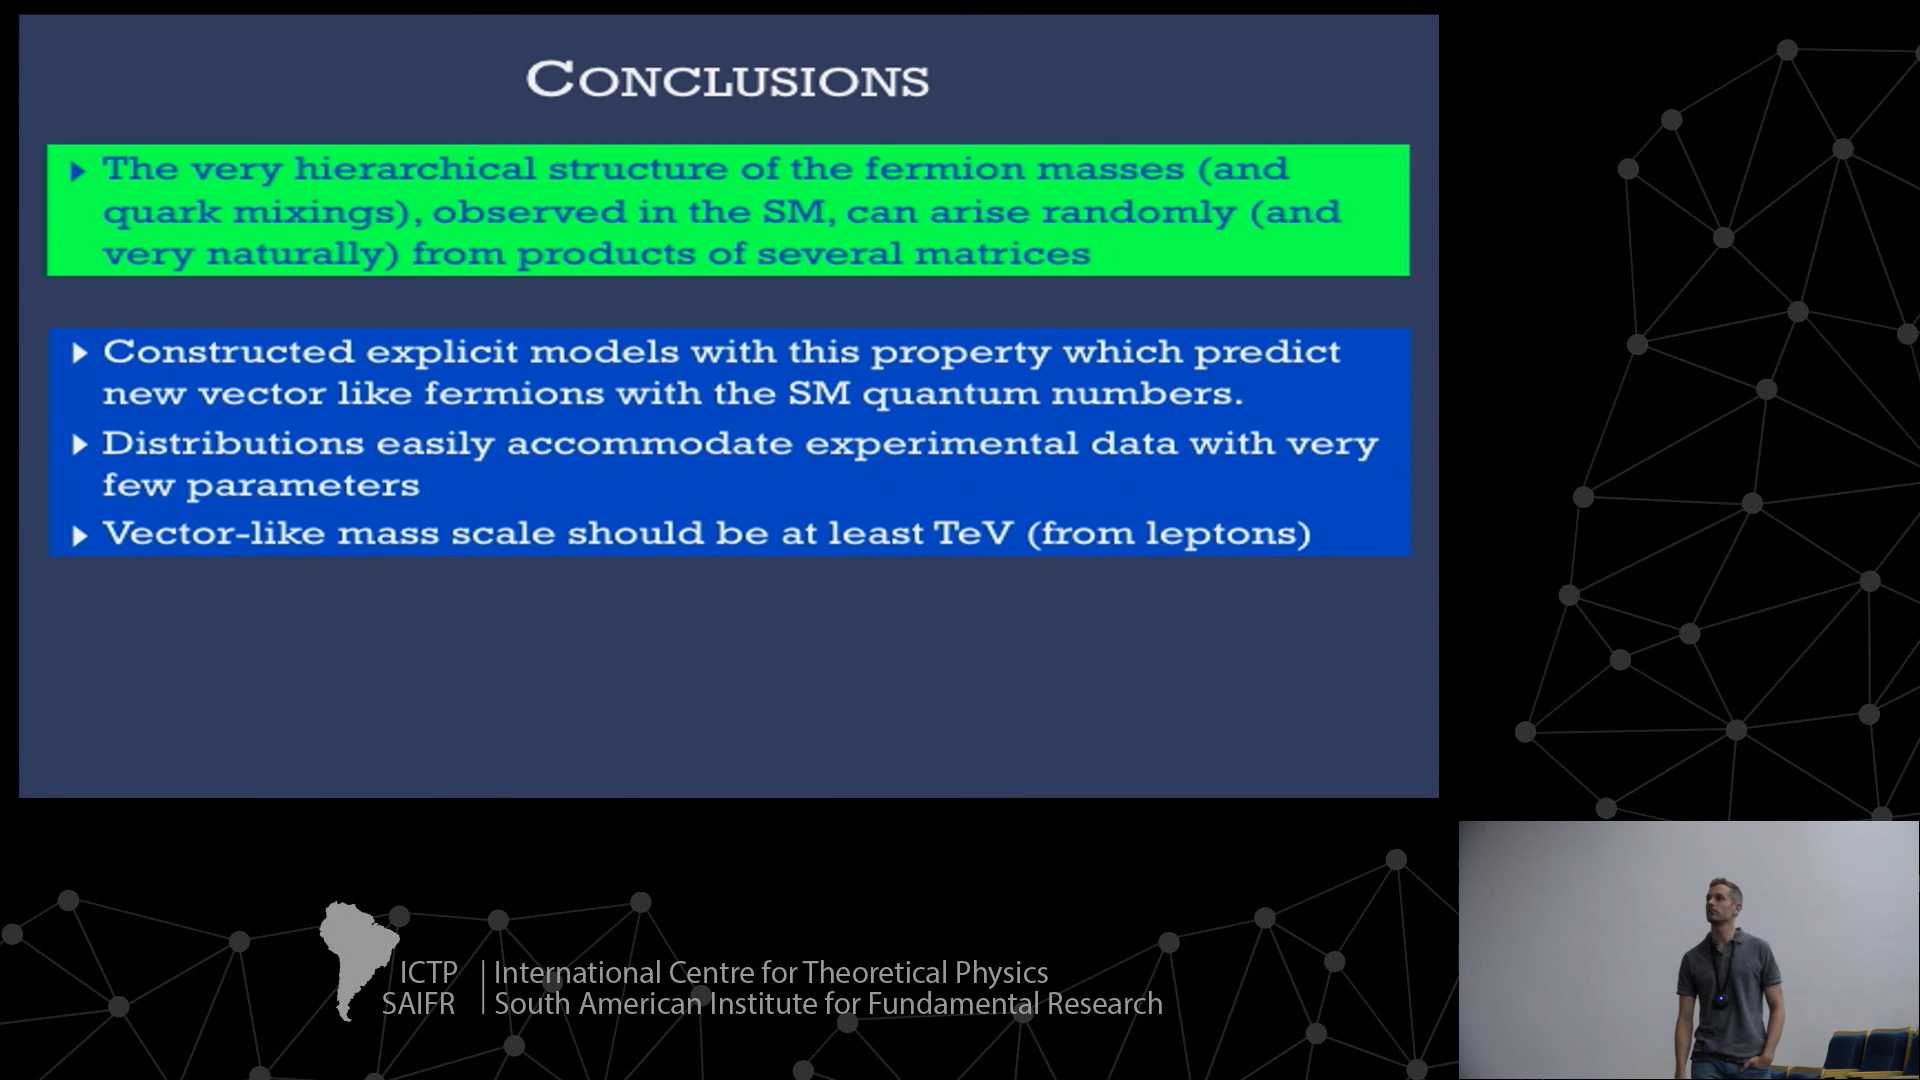 CONCLUSIONS
The very hierarchical structure of the fermion masses (and
quark mixings), observed in the SM, can arise randomly (and
very naturally) from products of several matrices
Constructed explicit models with this property which predict
new vector like fermions with the SM quantum numbers.
Distributions easily accommodate experimental data with very
few parameters
Vector-like mass scale should be at least TeV (from leptons)
ICTP | International Centre for Theoretical Physics
SAIFR | South American Institute for Fundamental Research